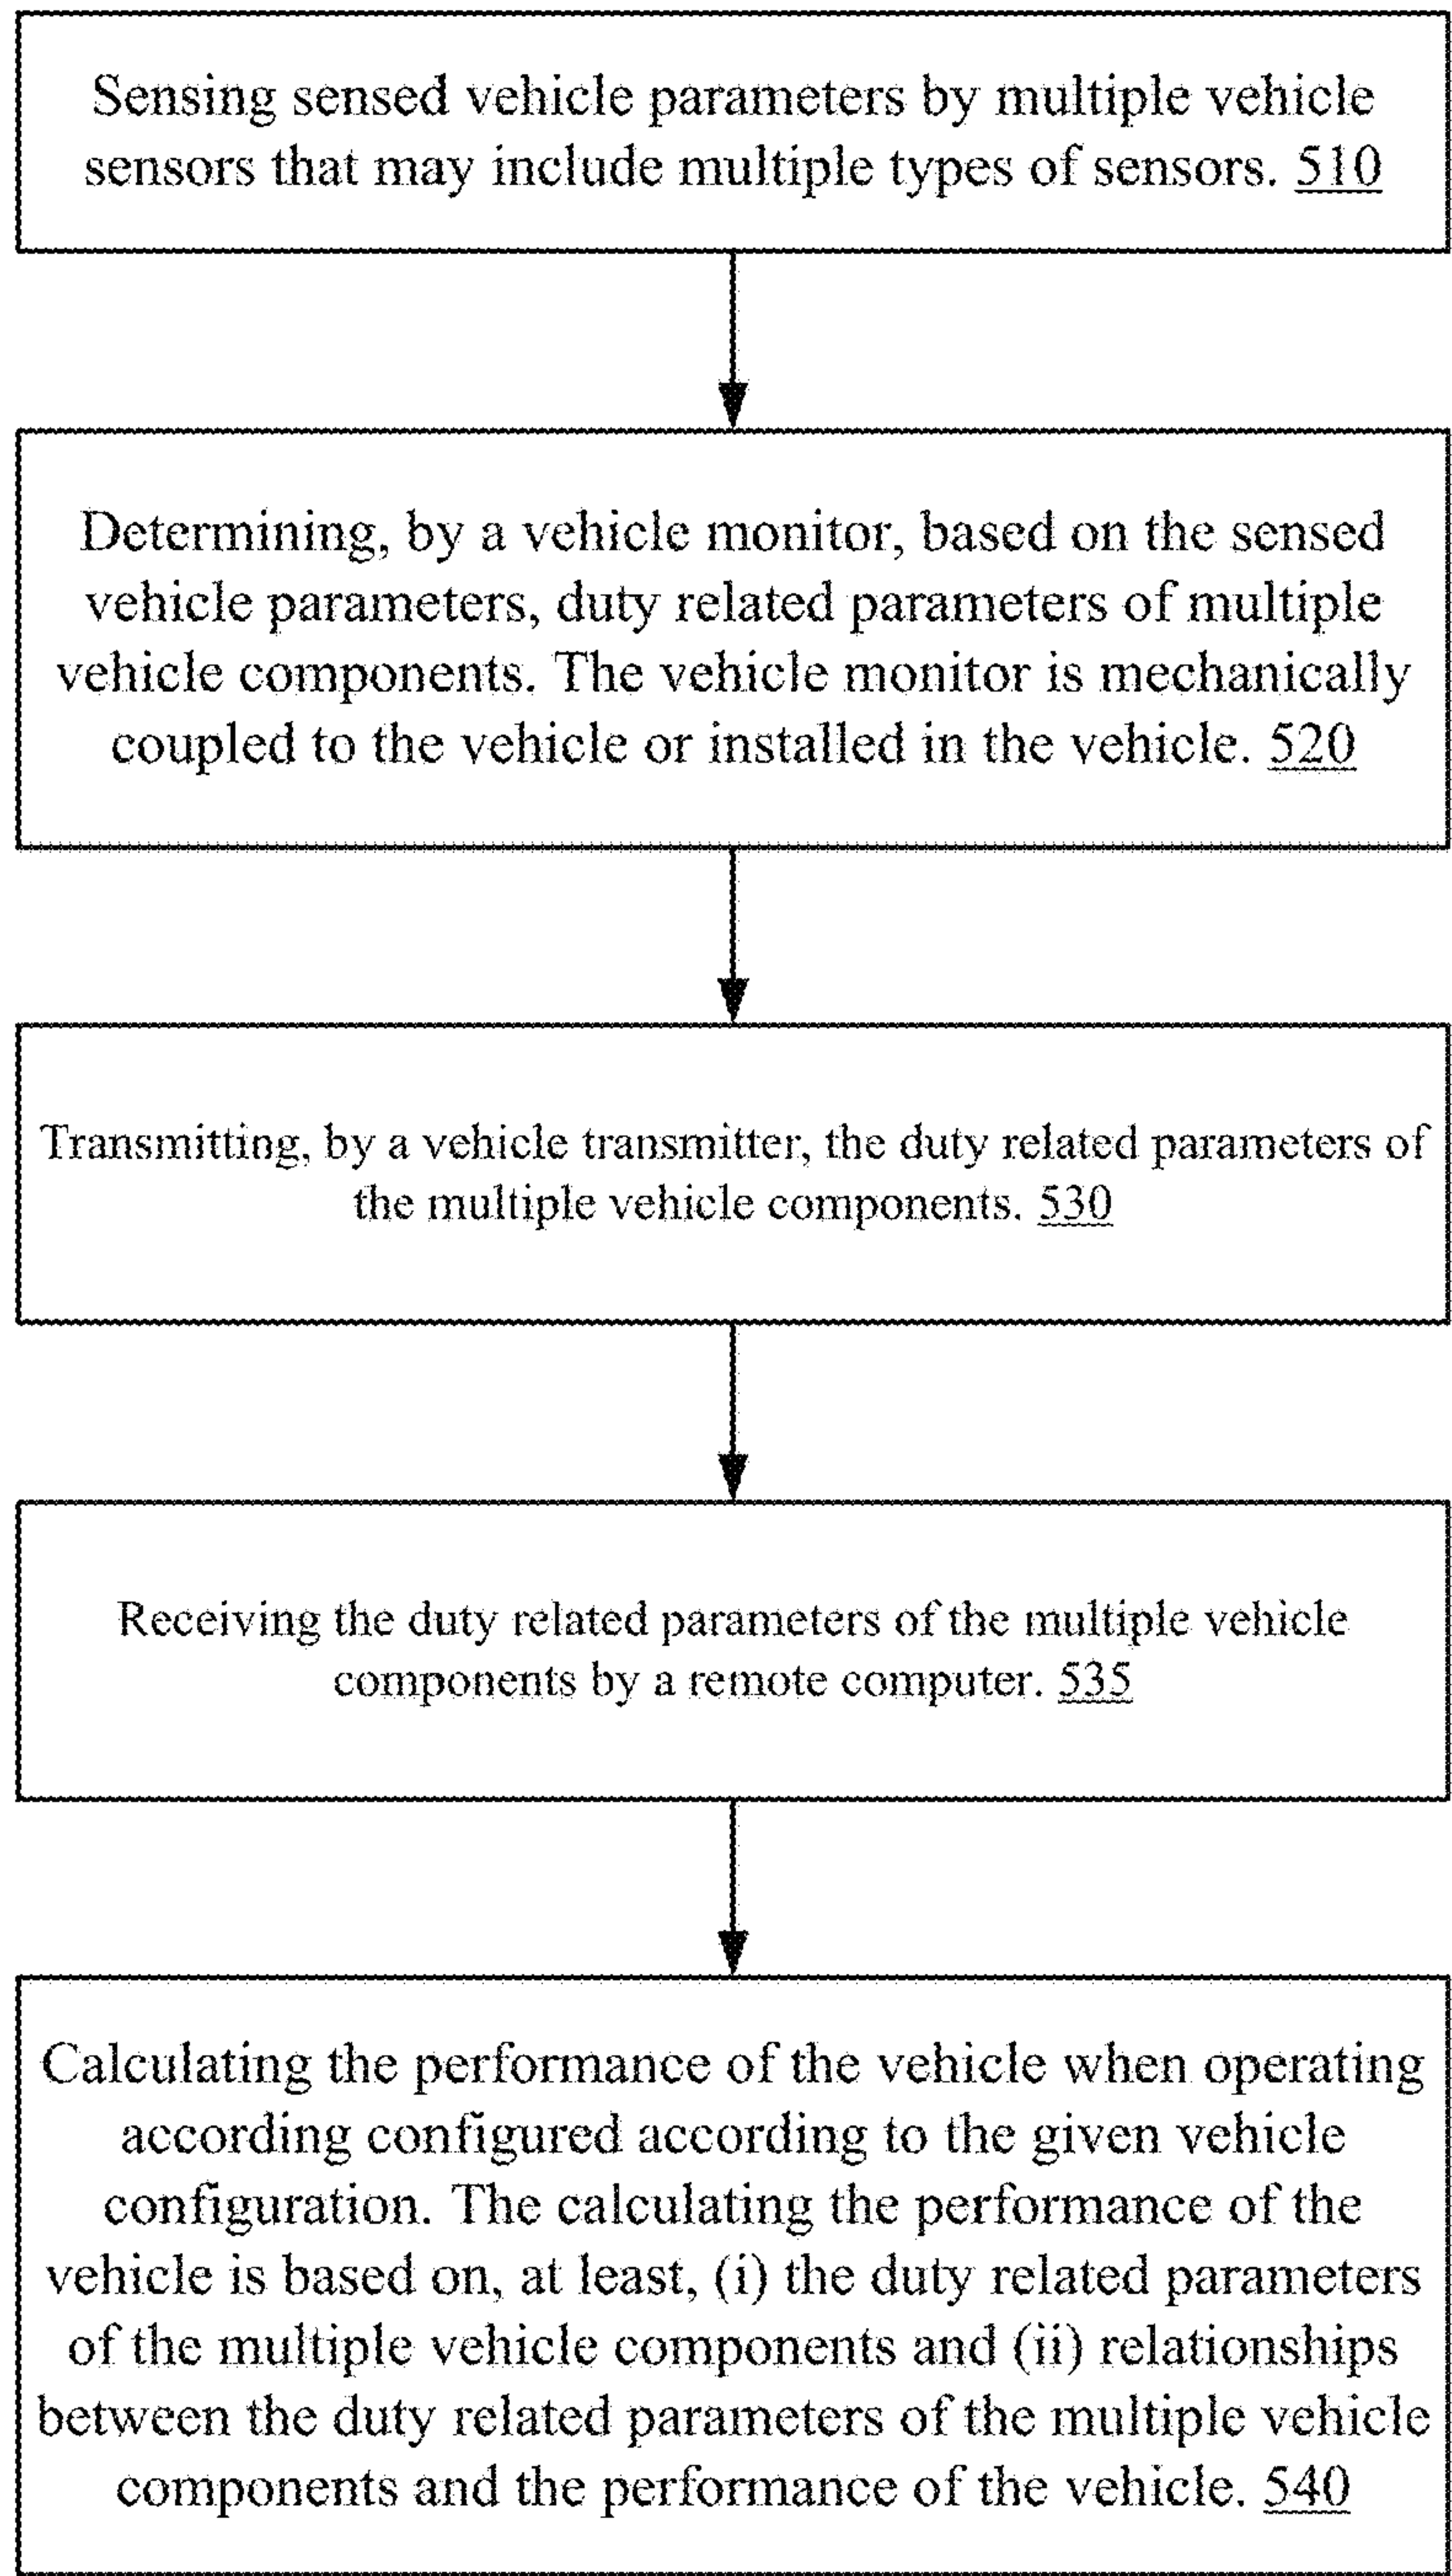 Sensing sensed vehicle parameters by multiple vehicle
sensors that may include multiple types of sensors. 510
Determining, by a vehicle monitor, based on the sensed
vehicle parameters, duty related parameters of multiple
vehicle components. The vehicle monitor is mechanically
coupled to the vehicle or installed in the vehicle. 520
Transmitting, by a vehicle transmitter, the duty related parameters of
the multiple vehicle components. 530
Receiving the duty related parameters of the multiple vehicle
components by a remote computer. 535
Calculating the performance of the vehicle when operating
according configured according to the given vehicle
configuration. The calculating the performance of the
vehicle is based on, at least, (i) the duty related parameters
of the multiple vehicle components and (ii) relationships
between the duty related parameters of the multiple vehicle
components and the performance of the vehicle. 540